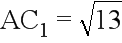 AC₁ = √13